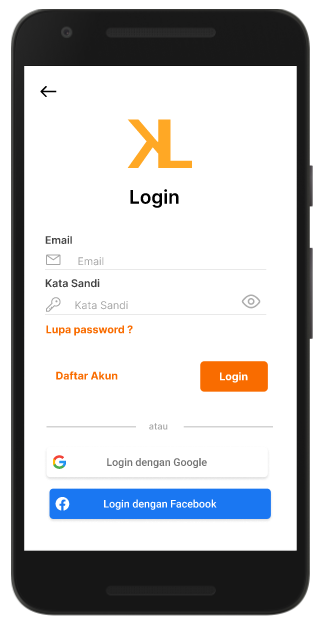 KL
Login
Email
Email
Kata Sandi
Kata Sandi
Lupa password ?
Daftar Akun
Login
atau
Login dengan Google
Login dengan Facebook